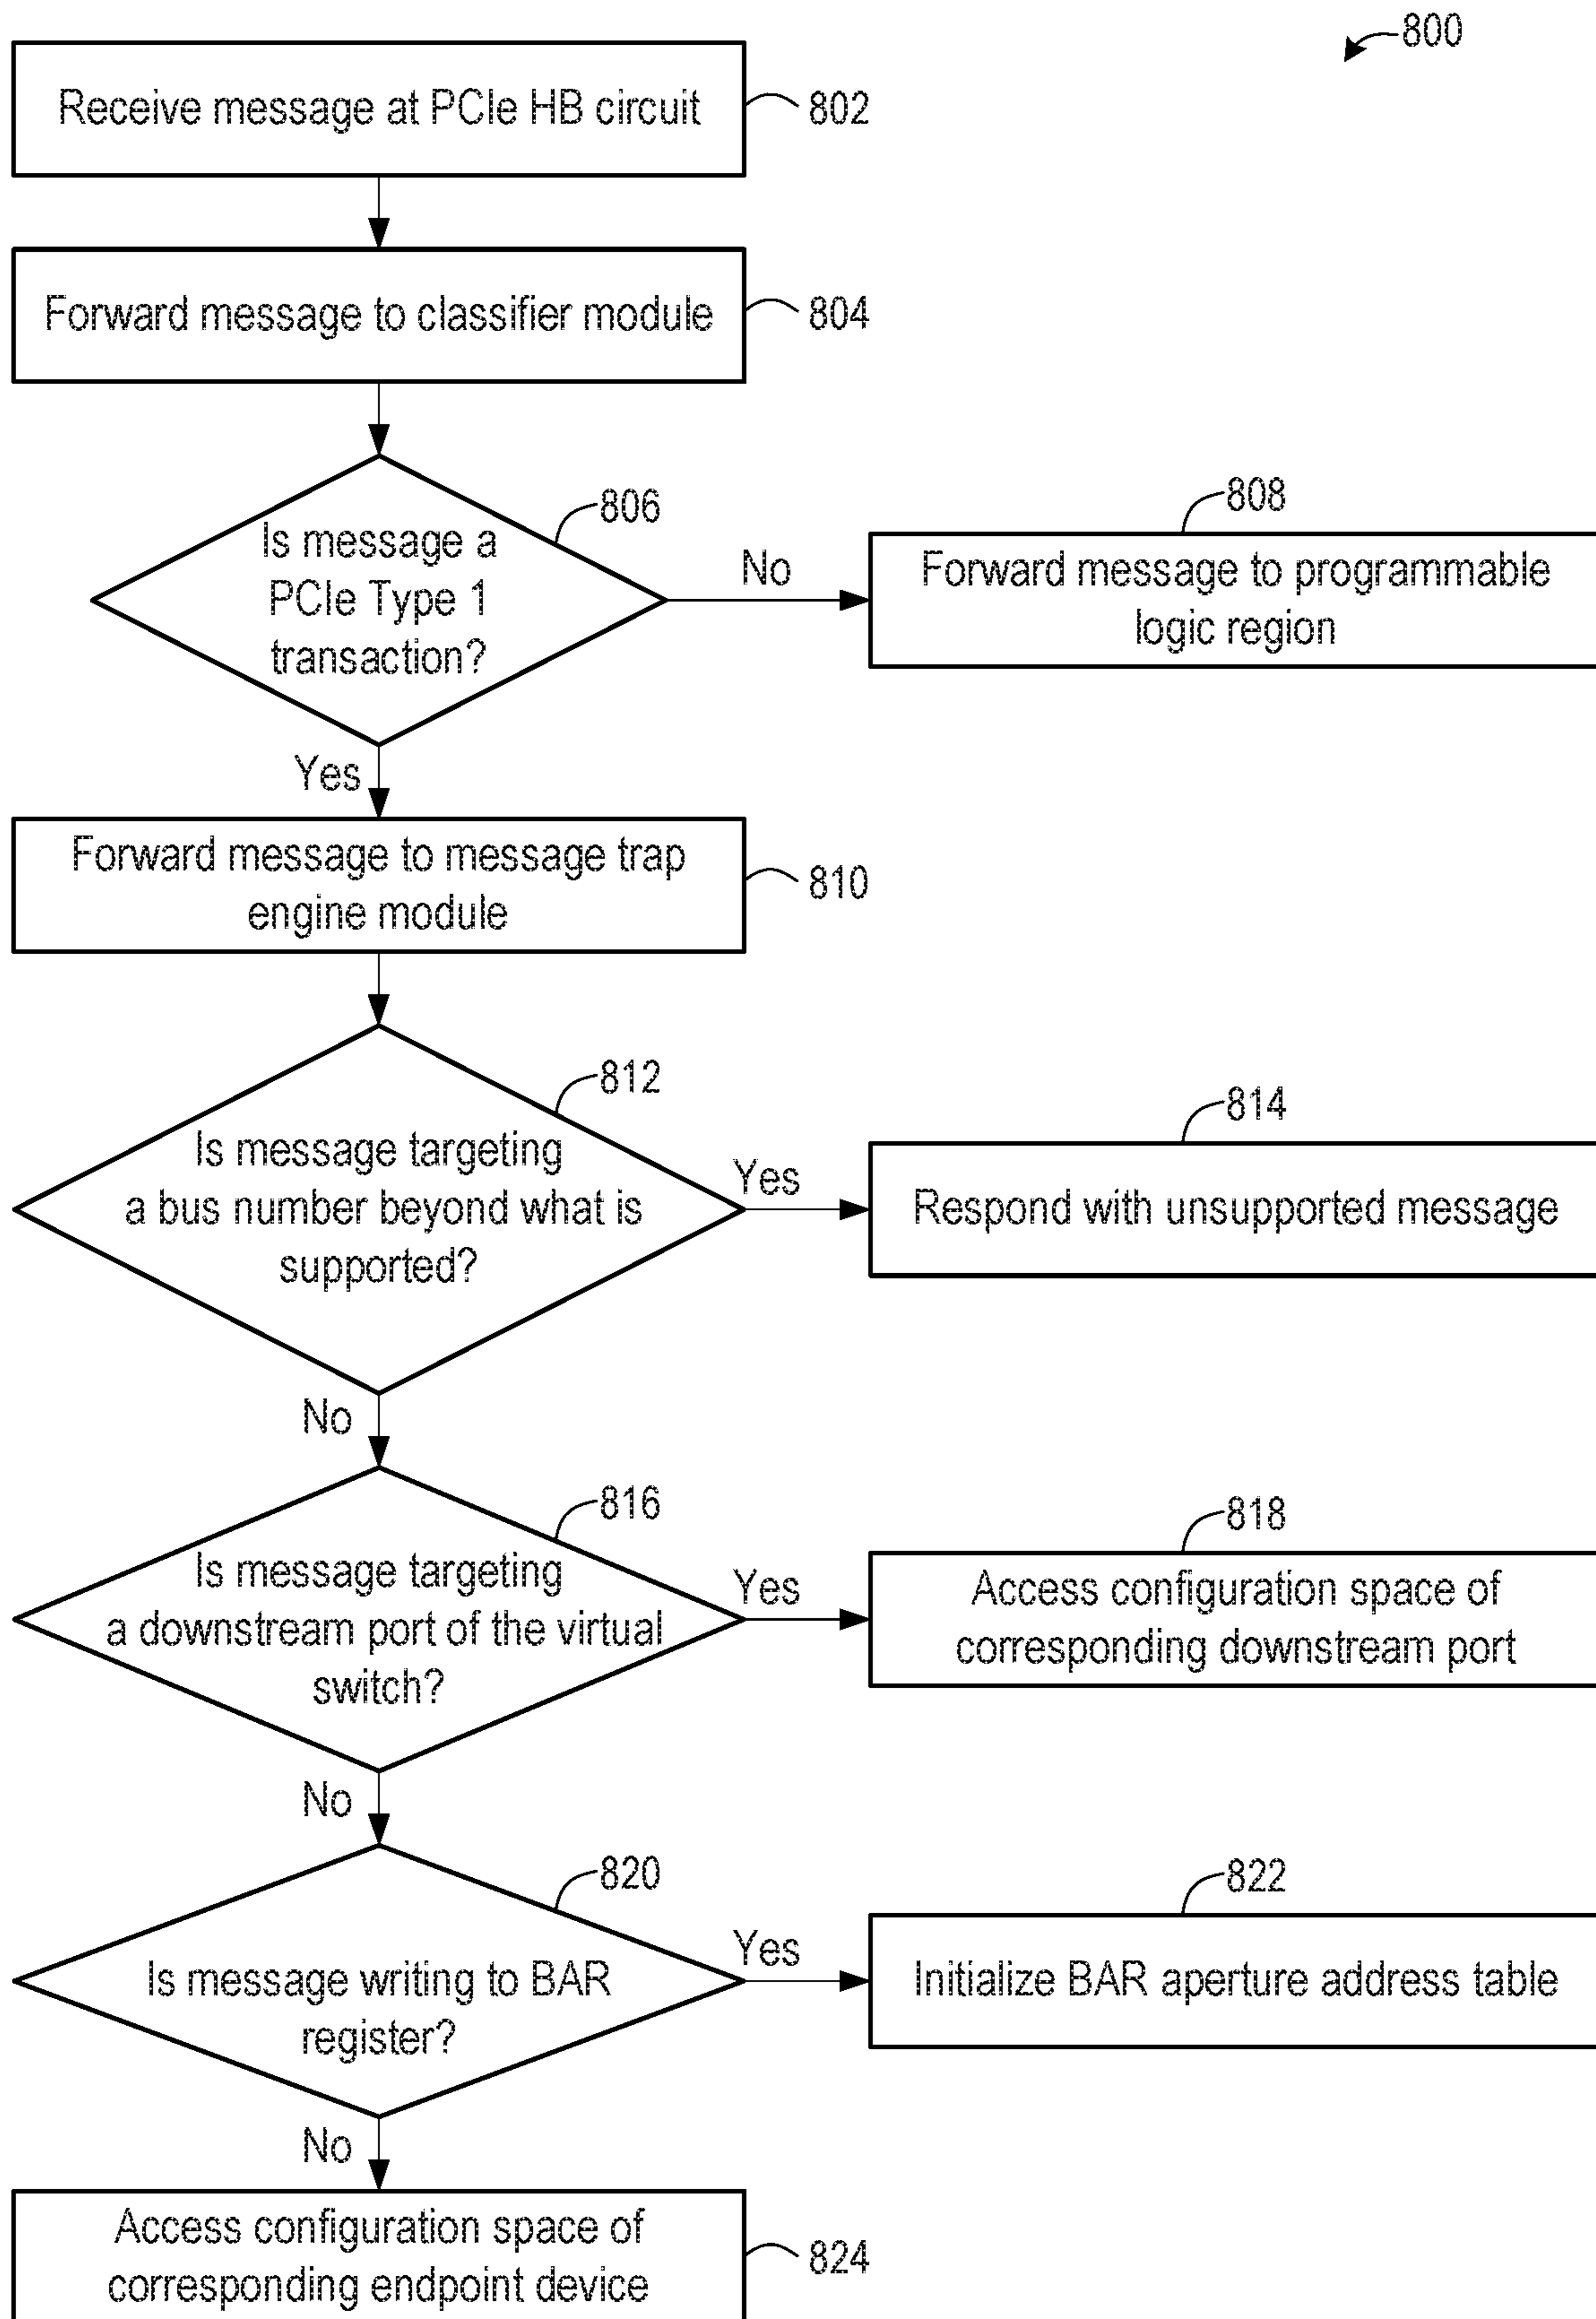 800
Receive message at PCIe HB circuit
802
Forward message to classifier module
804
806
Is message a
PCIe Type 1
transaction?
No
808
Forward message to programmable
logic region
Yes
Forward message to message trap
engine module
810
812
Is message targeting
a bus number beyond what is
supported?
Yes
814
Respond with unsupported message
No
816
Is message targeting
a downstream port of the virtual
switch?
Yes
818
Access configuration space of
corresponding downstream port
No
820
Is message writing to BAR
register?
Yes
822
Initialize BAR aperture address table
No
Access configuration space of
corresponding endpoint device
824